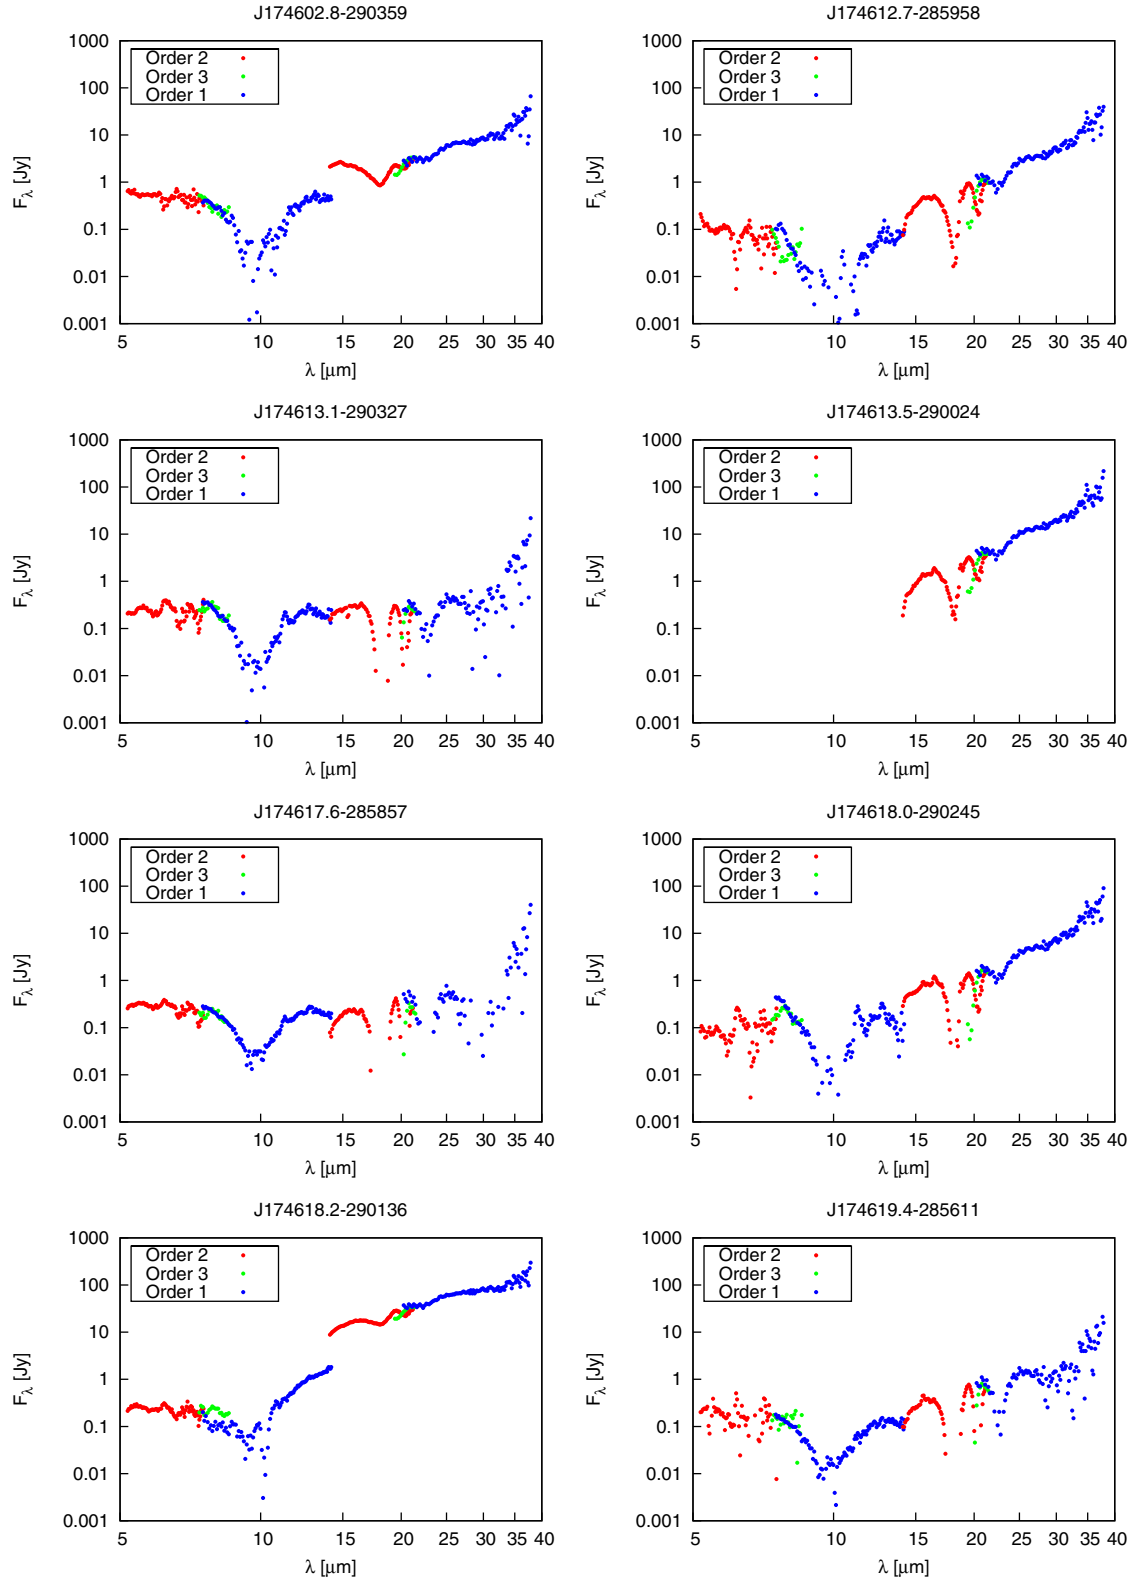 J174602.8-290359
1000
100
10
1
0.1
0.01
0.001
F_λ [Jy]
Order 2
Order 3
Order 1
5 10 15 20 25 30 35 40
λ [μm]
J174612.7-285958
1000
100
10
1
0.1
0.01
0.001
F_λ [Jy]
Order 2
Order 3
Order 1
5 10 15 20 25 30 35 40
λ [μm]
J174613.1-290327
1000
100
10
1
0.1
0.01
0.001
F_λ [Jy]
Order 2
Order 3
Order 1
5 10 15 20 25 30 35 40
λ [μm]
J174613.5-290024
1000
100
10
1
0.1
0.01
0.001
F_λ [Jy]
Order 2
Order 3
Order 1
5 10 15 20 25 30 35 40
λ [μm]
J174617.6-285857
1000
100
10
1
0.1
0.01
0.001
F_λ [Jy]
Order 2
Order 3
Order 1
5 10 15 20 25 30 35 40
λ [μm]
J174618.0-290245
1000
100
10
1
0.1
0.01
0.001
F_λ [Jy]
Order 2
Order 3
Order 1
5 10 15 20 25 30 35 40
λ [μm]
J174618.2-290136
1000
100
10
1
0.1
0.01
0.001
F_λ [Jy]
Order 2
Order 3
Order 1
5 10 15 20 25 30 35 40
λ [μm]
J174619.4-285611
1000
100
10
1
0.1
0.01
0.001
F_λ [Jy]
Order 2
Order 3
Order 1
5 10 15 20 25 30 35 40
λ [μm]